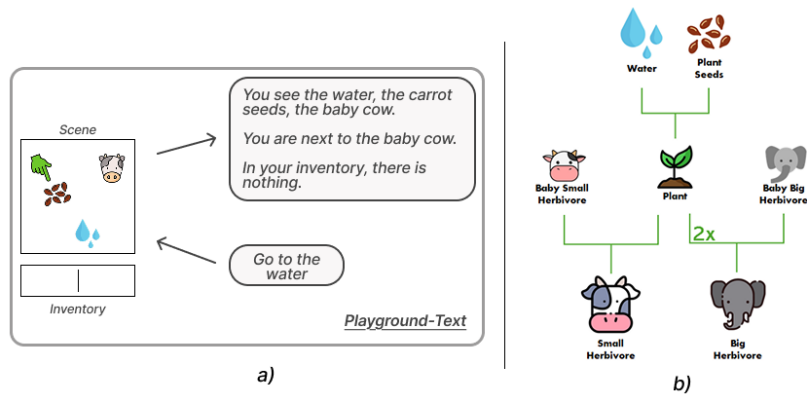 Scene
You see the water, the carrot
seeds, the baby cow.
You are next to the baby cow.
In your inventory, there is
nothing.
Go to the
water
Inventory
Playground-Text
a)
Water
Plant
Seeds
Baby Small
Herbivore
Plant
Baby Big
Herbivore
2x
Small
Herbivore
Big
Herbivore
b)